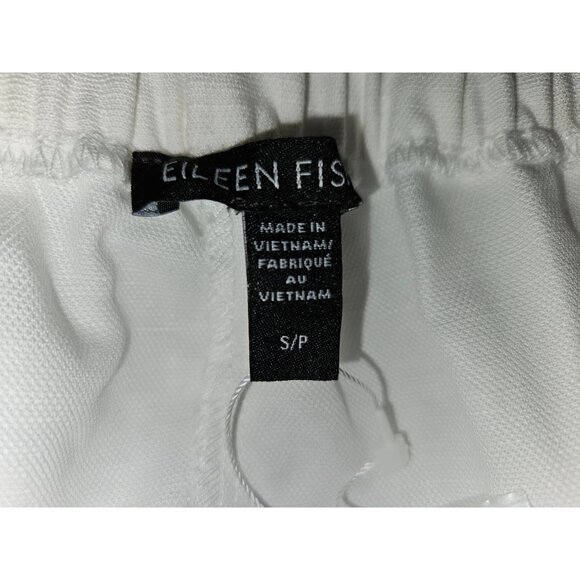 EILEEN FIS
MADE IN
VIETNAM/
FABRIQUÉ
AU
VIETNAM
S/P